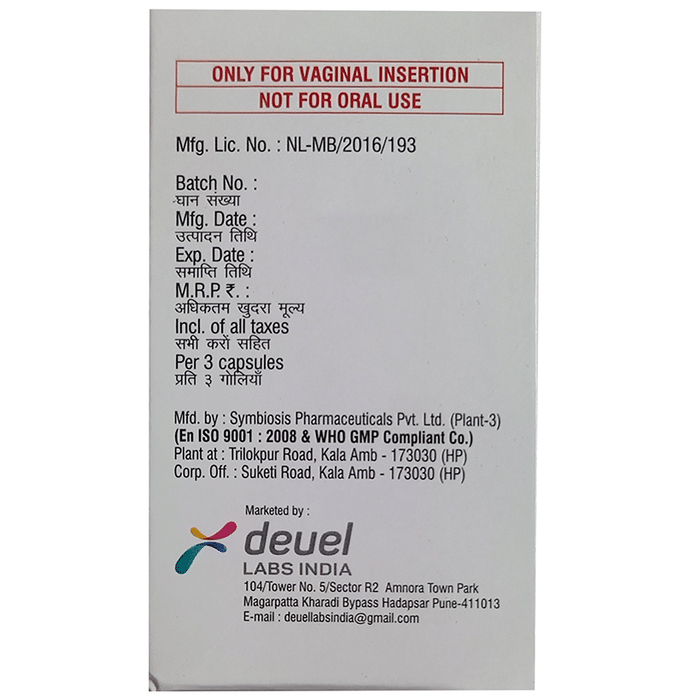 ONLY FOR VAGINAL INSERTION
NOT FOR ORAL USE
Mfg. Lic. No. : NL-MB/2016/193
Batch No. :
घान संख्या
Mfg. Date :
उत्पादन तिथि
Exp. Date :
समाप्ति तिथि
M.R.P. ₹. :
अधिकतम खुदरा मूल्य
Incl. of all taxes
सभी करों सहित
Per 3 capsules
प्रति ३ गोलियाँ
Mfd. by : Symbiosis Pharmaceuticals Pvt. Ltd. (Plant-3)
(En ISO 9001 : 2008 & WHO GMP Compliant Co.)
Plant at : Trilokpur Road, Kala Amb - 173030 (HP)
Corp. Off. : Suketi Road, Kala Amb - 173030 (HP)
Marketed by :
deuel
LABS INDIA
104/Tower No. 5/Sector R2 Amnora Town Park
Magarpatta Kharadi Bypass Hadapsar Pune-411013
E-mail : deuellabsindia@gmail.com